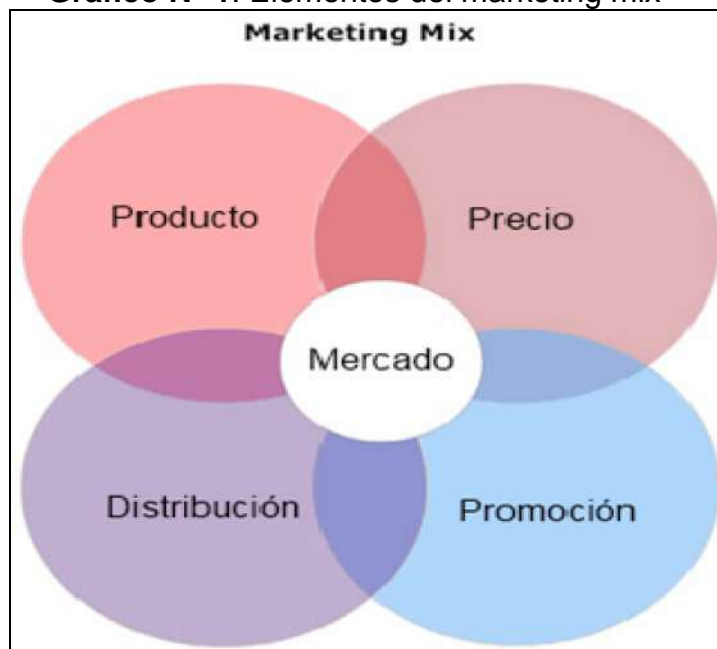 Elementos del marketing mix
Marketing Mix
Producto
Precio
Mercado
Distribución
Promoción